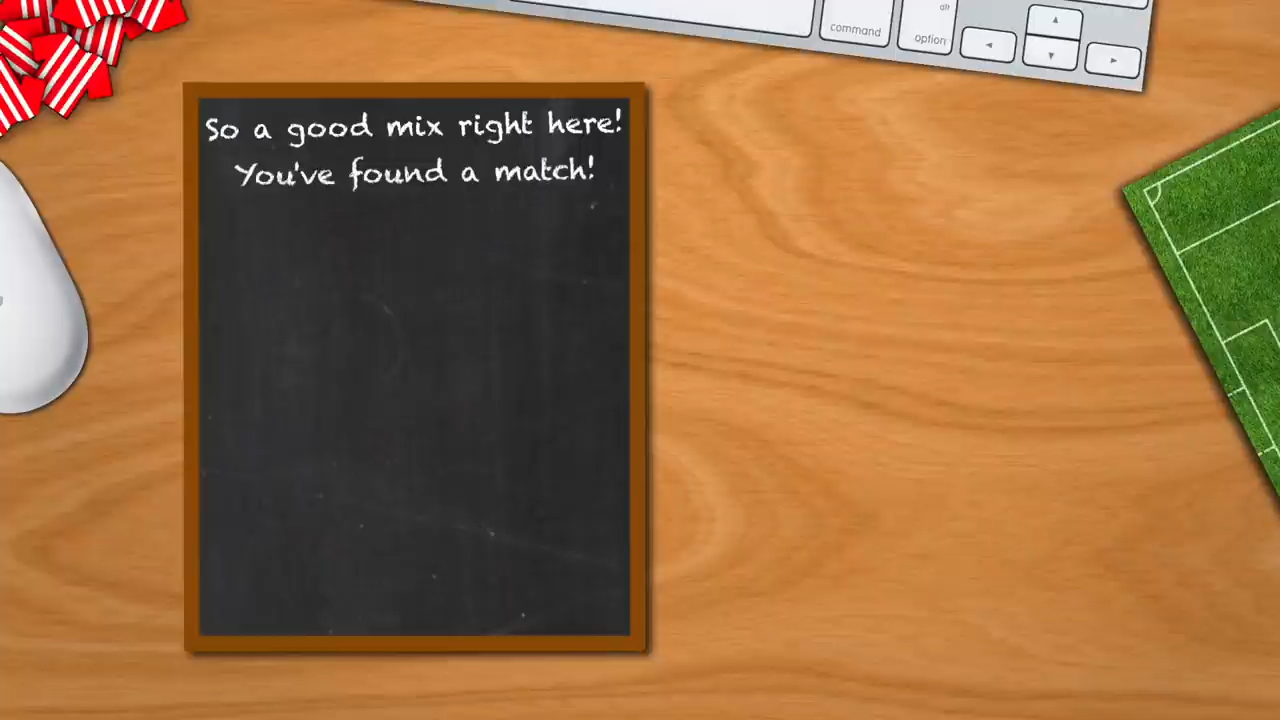 alt
command
option
So a good mix right here!
You've found a match!